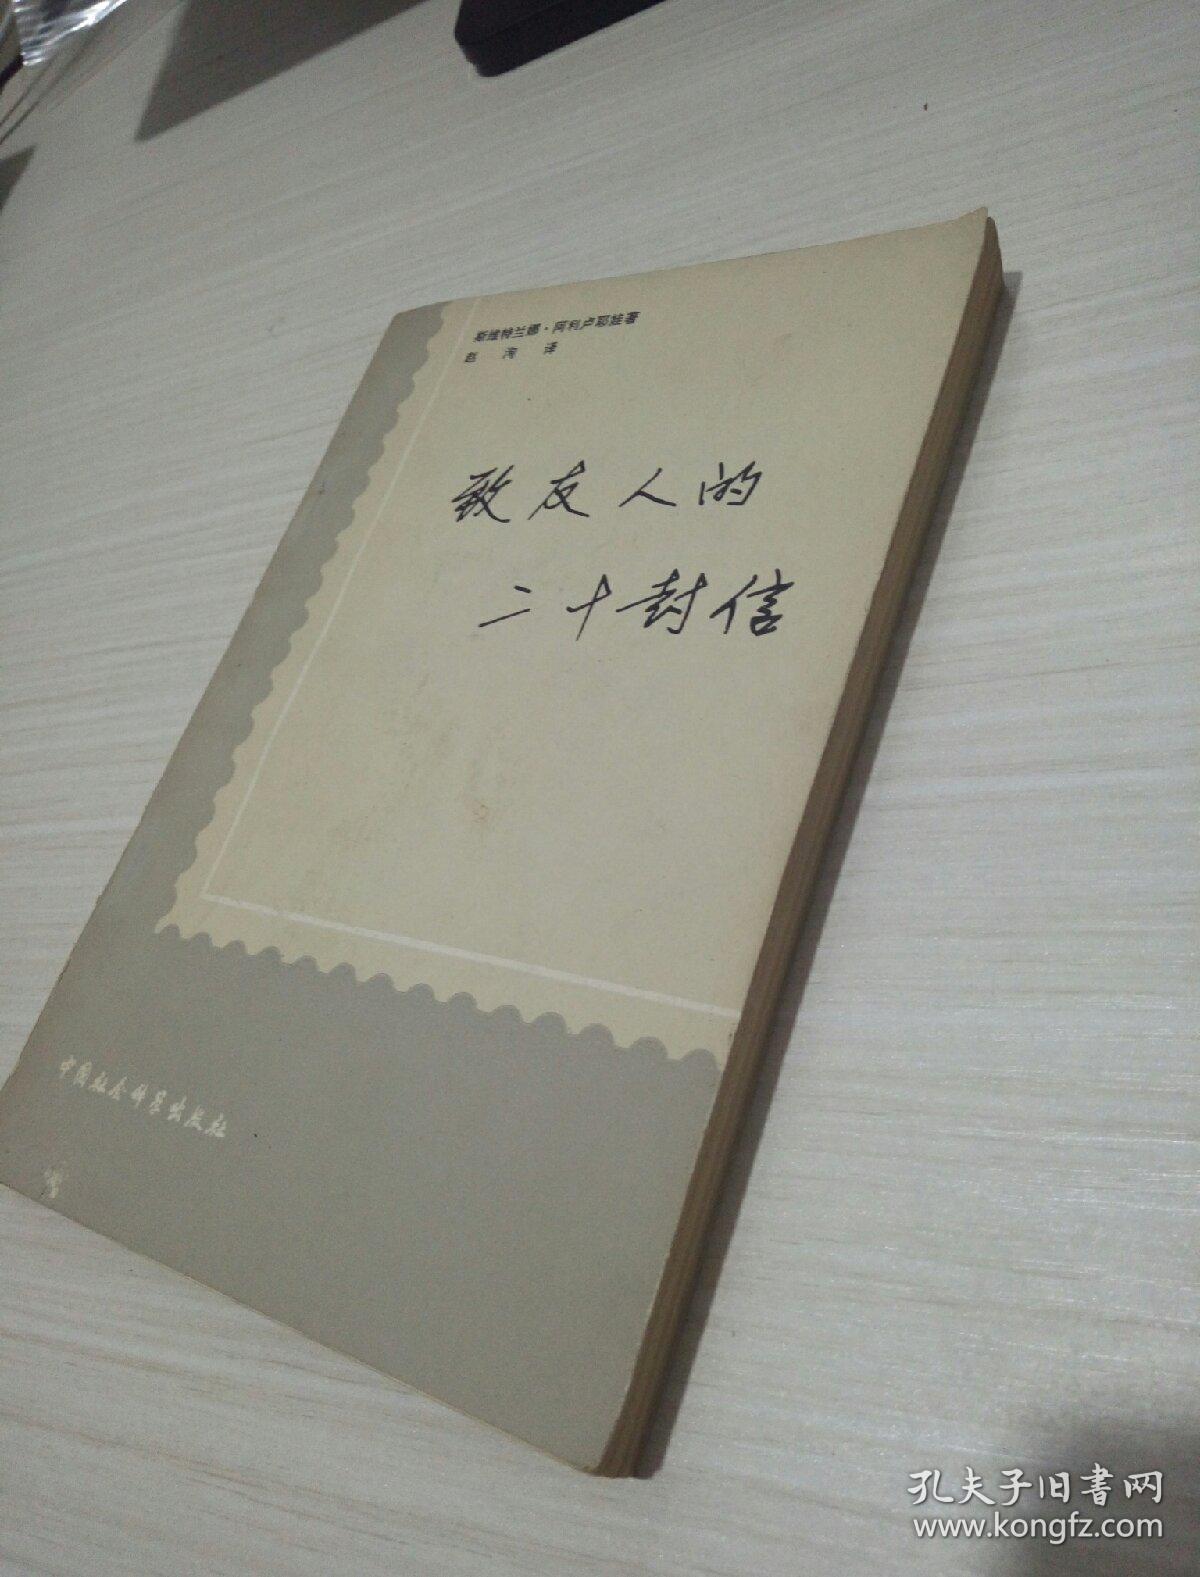 斯维特兰娜·阿利卢耶娃著
赵洵译
致友人的
二十封信
中国社会科学出版社
孔夫子旧書网
www.kongfz.com